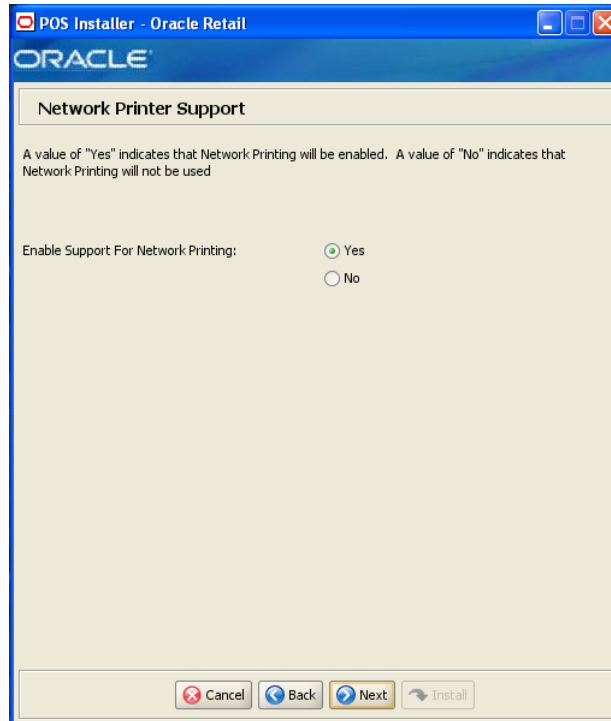 POS Installer - Oracle Retail
ORACLE
Network Printer Support
A value of "Yes" indicates that Network Printing will be enabled. A value of "No" indicates that
Network Printing will not be used
Enable Support For Network Printing:
Yes
No
Cancel
Back
Next
Install